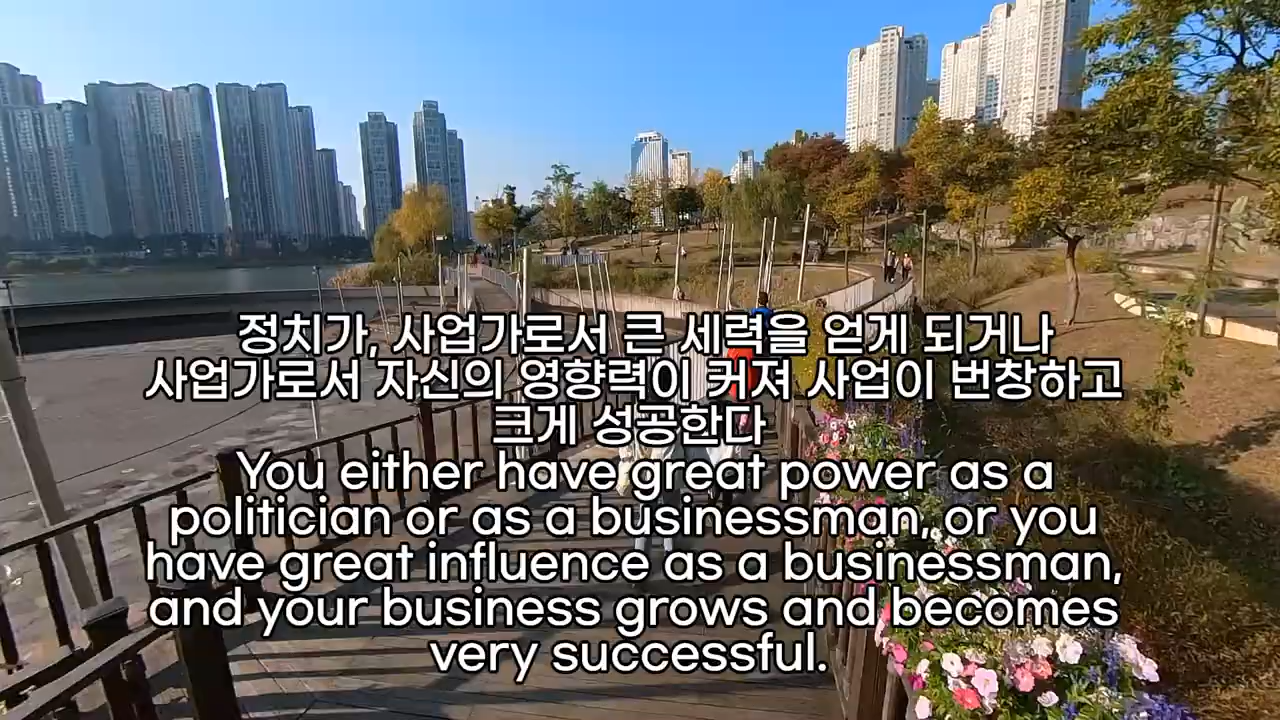 정치가, 사업가로서 큰 세력을 얻게 되거나
사업가로서 자신의 영향력이 커져 사업이 번창하고
크게 성공한다
You either have great power as a
politician or as a businessman, or you
have great influence as a businessman,
and your business grows and becomes
very successful.